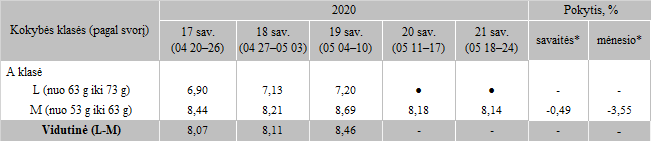 Kokybės klasės (pagal svorį) 2020 Pokytis, %
17 sav. (04 20–26) 18 sav. (04 27–05 03) 19 sav. (05 04–10) 20 sav. (05 11–17) 21 sav. (05 18–24) savaitės* mėnesio*
A klasė
L (nuo 63 g iki 73 g) 6,90 7,13 7,20 ● ● - -
M (nuo 53 g iki 63 g) 8,44 8,21 8,69 8,18 8,14 -0,49 -3,55
Vidutinė (L-M) 8,07 8,11 8,46 - - - -